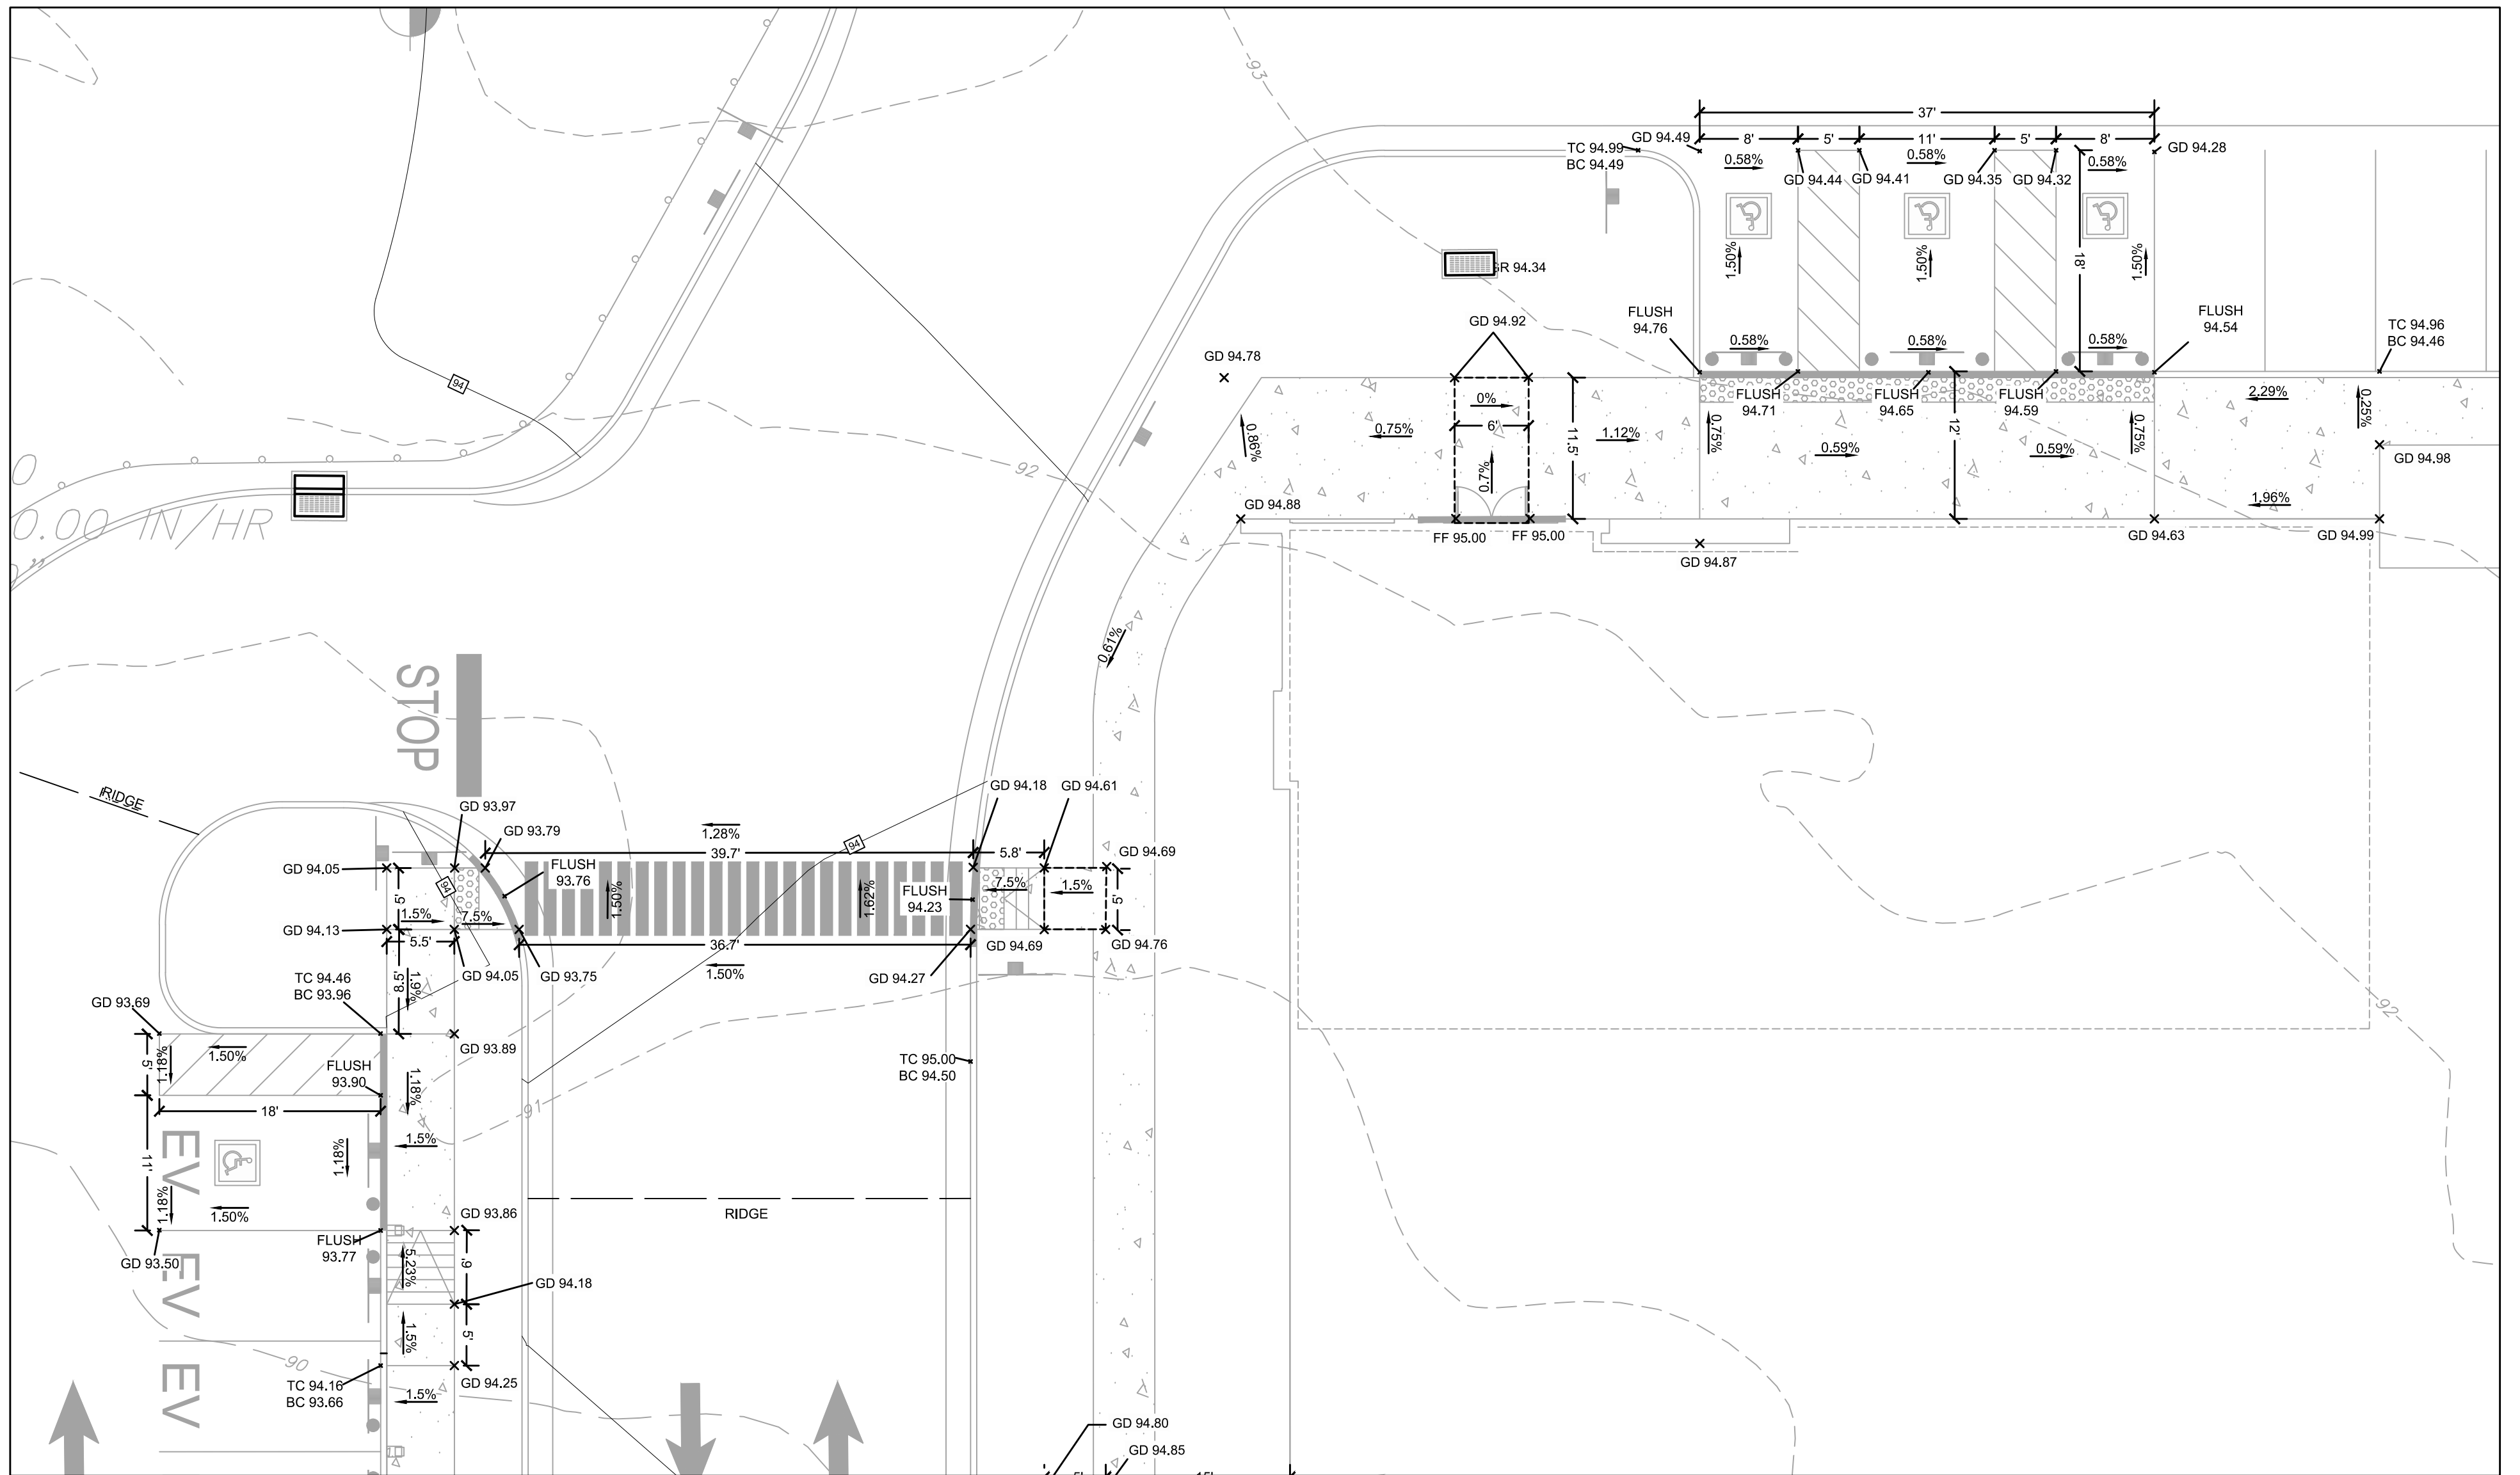 93
37'
8'
5'
11'
5'
8'
GD 94.49
TC 94.99
BC 94.49
0.58%
0.58%
0.58%
GD 94.28
GD 94.44
GD 94.41
GD 94.35
GD 94.32
1.50%
1.50%
18'
1.50%
GR 94.34
FLUSH
94.76
GD 94.92
FLUSH
94.54
TC 94.96
BC 94.46
0.58%
0.58%
0.58%
GD 94.78
94
0%
6'
0.75%
0.86%
1.12%
11.5'
0.7%
FLUSH
94.71
FLUSH
94.65
FLUSH
94.59
0.75%
0.59%
12'
0.59%
0.75%
2.29%
0.25%
GD 94.98
1.96%
92
0.00 IN/HR
GD 94.88
FF 95.00
FF 95.00
GD 94.87
GD 94.63
GD 94.99
0.61%
STOP
RIDGE
GD 93.97
GD 93.79
1.28%
39.7'
94
GD 94.18
GD 94.61
5.8'
GD 94.69
GD 94.05
FLUSH
93.76
94
5'
1.5%
7.5%
1.50%
1.62%
FLUSH
94.23
7.5%
1.5%
5'
GD 94.13
5.5'
36.7'
GD 94.69
GD 94.76
1.50%
GD 94.27
GD 94.05
GD 93.75
8.5'
1.9%
TC 94.46
BC 93.96
GD 93.69
92
5'
1.18%
1.50%
GD 93.89
FLUSH
93.90
TC 95.00
BC 94.50
18'
1.18%
91
11'
EV
1.18%
1.5%
1.18%
1.50%
GD 93.86
RIDGE
FLUSH
93.77
GD 93.50
EV
5.23%
6'
GD 94.18
1.5%
5'
90
EV
TC 94.16
BC 93.66
1.5%
GD 94.25
GD 94.80
GD 94.85
5'
15'